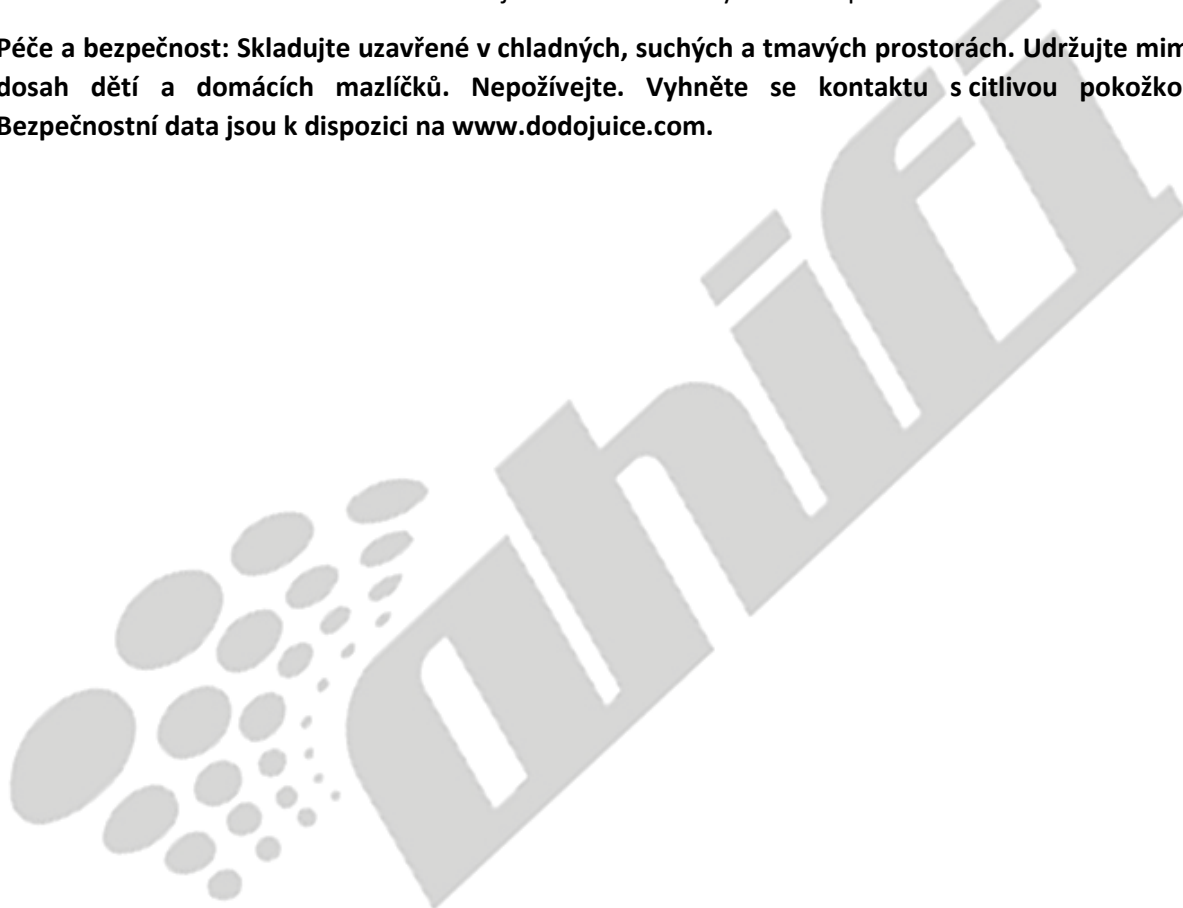 Péče a bezpečnost: Skladujte uzavřené v chladných, suchých a tmavých prostorách. Udržujte mim
dosah dětí a domácích mazlíčků. Nepožívejte. Vyhněte se kontaktu s citlivou pokožko
Bezpečnostní data jsou k dispozici na www.dodojuice.com.
ahifi